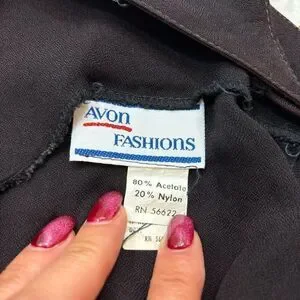 AVON
FASHIONS
80% Acetate
20% Nylon
RN 56622